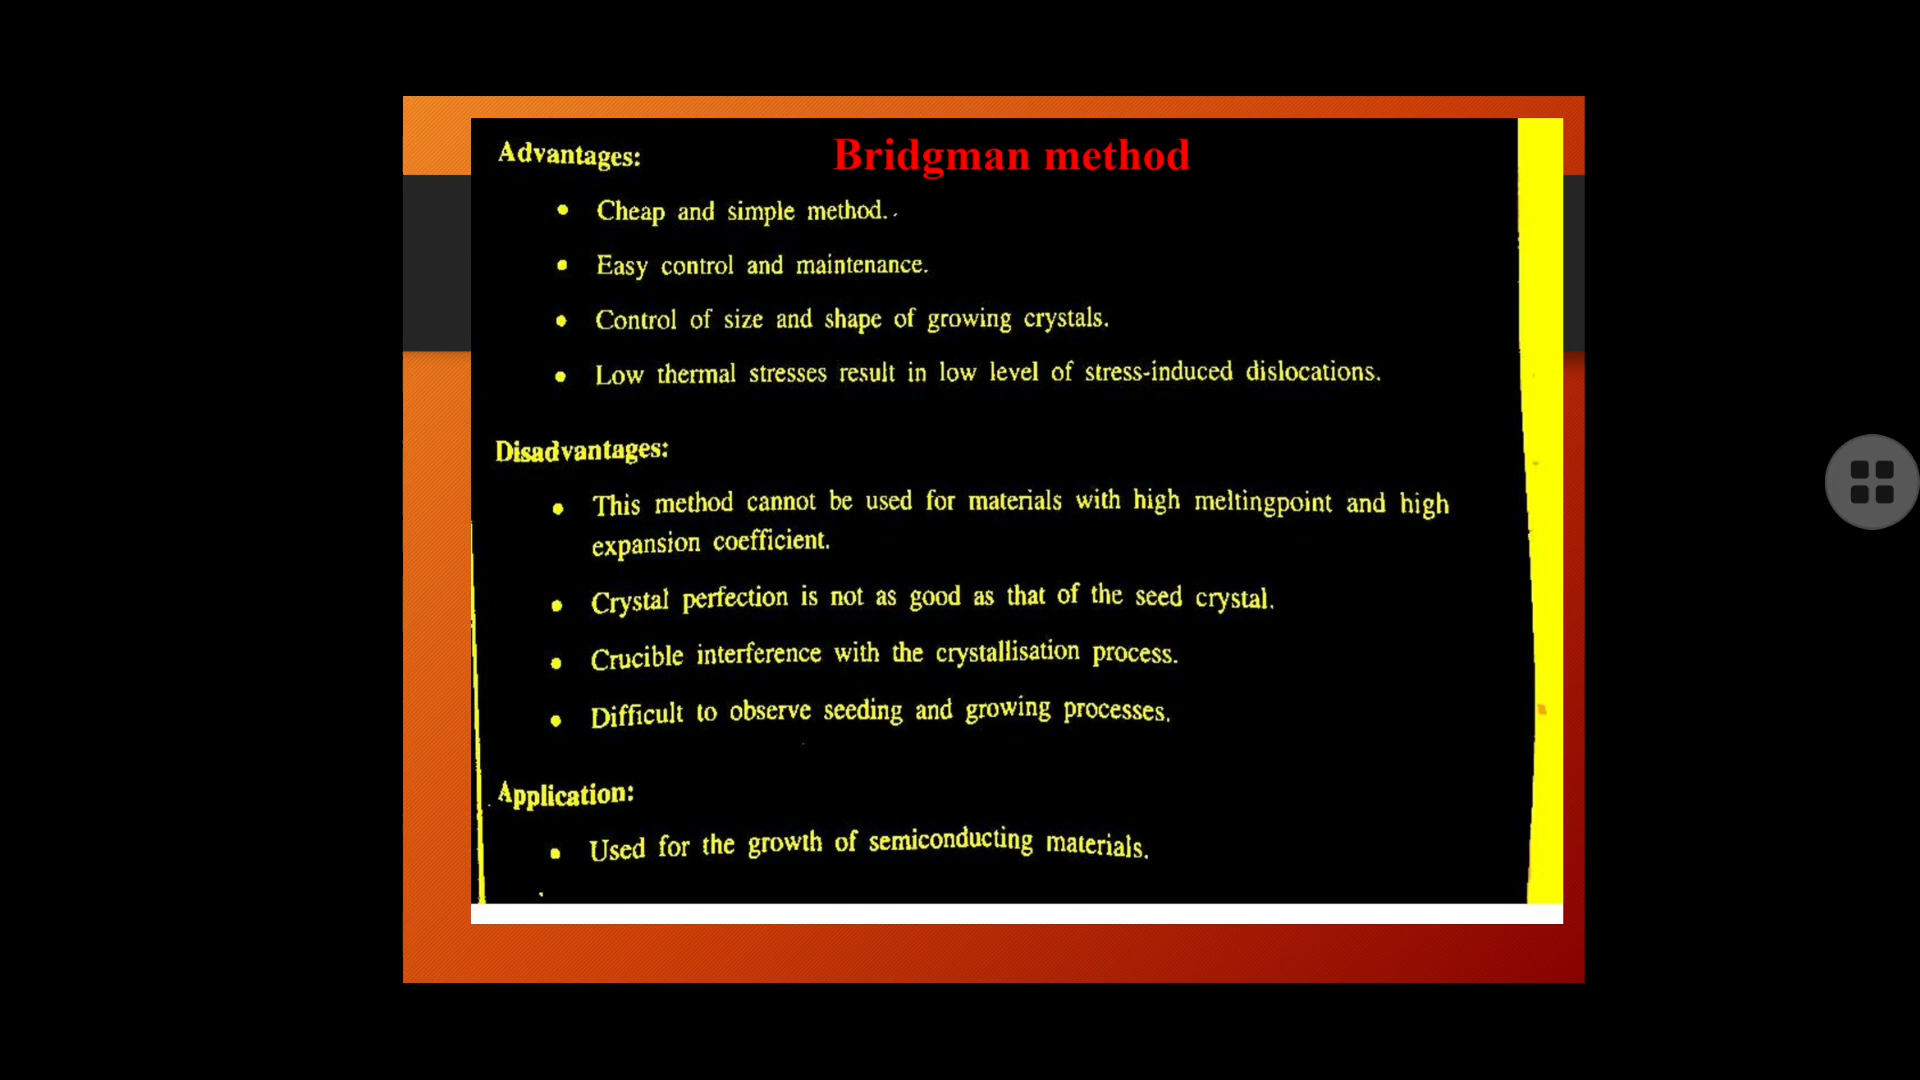 Bridgman method
Advantages:
• Cheap and simple method.
• Easy control and maintenance.
• Control of size and shape of growing crystals.
• Low thermal stresses result in low level of stress-induced dislocations.
Disadvantages:
• This method cannot be used for materials with high meltingpoint and high
expansion coefficient.
• Crystal perfection is not as good as that of the seed crystal.
• Crucible interference with the crystallisation process.
• Difficult to observe seeding and growing processes.
Application:
• Used for the growth of semiconducting materials.